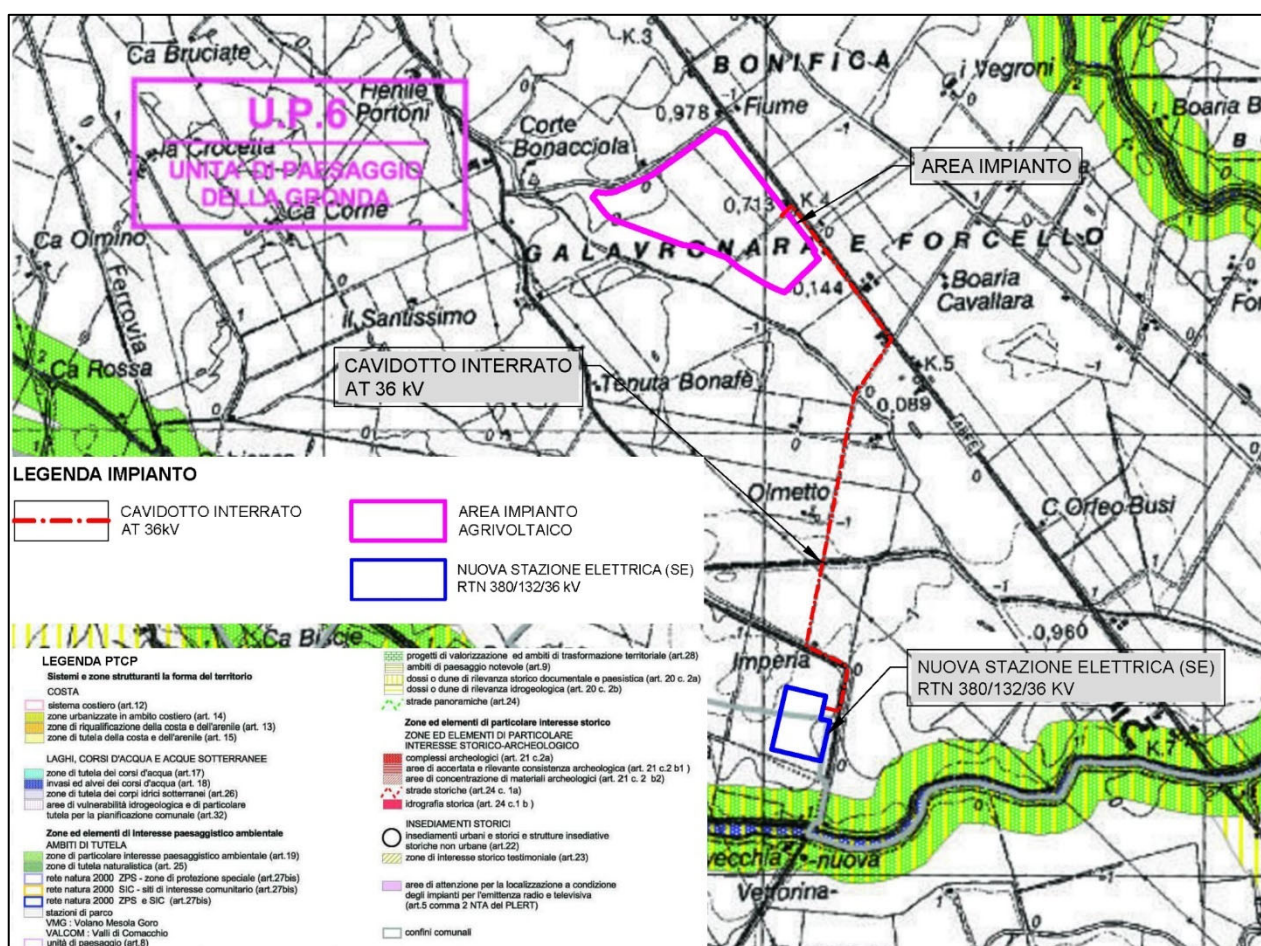 Ca Bruciate
Fienile
Portoni
U.P.6
la Crocetta
UNITA' DI PAESAGGIO
DELLA GRONDA
Ca Corne
Ca Olmino
Ferrovia
Il Santissimo
Ca Rossa
Corte
Bonacciola
K.3
BONIFICA
Fiume
0,978
i Vegroni
Boaria B
AREA IMPIANTO
0,713
K.4
GALAVRONARA E FORCELLO
0,144
Boaria
Cavallara
CAVIDOTTO INTERRATO
AT 36 kV
Tenuta Bonafè
K.5
0,089
Olmetto
C. Orfeo Busi
0,960
Imperia
NUOVA STAZIONE ELETTRICA (SE)
RTN 380/132/36 KV
K.7
vecchia
nuova
Vettorina
LEGENDA IMPIANTO
CAVIDOTTO INTERRATO
AT 36kV
AREA IMPIANTO
AGRIVOLTAICO
NUOVA STAZIONE ELETTRICA (SE)
RTN 380/132/36 kV
Ca Biscie
LEGENDA PTCP
Sistemi e zone strutturanti la forma del territorio
COSTA
sistema costiero (art.12)
zone urbanizzate in ambito costiero (art. 14)
zone di riqualificazione della costa e dell'arenile (art. 13)
zone di tutela della costa e dell'arenile (art. 15)
LAGHI, CORSI D'ACQUA E ACQUE SOTTERRANEE
zone di tutela dei corsi d'acqua (art.17)
invasi ed alvei dei corsi d'acqua (art. 18)
zone di tutela dei corpi idrici sotterranei (art.26)
aree di vulnerabilità idrogeologica e di particolare
tutela per la pianificazione comunale (art.32)
Zone ed elementi di interesse paesaggistico ambientale
AMBITI DI TUTELA
zone di particolare interesse paesaggistico ambientale (art.19)
zone di tutela naturalistica (art. 25)
rete natura 2000 ZPS - zone di protezione speciale (art.27bis)
rete natura 2000 SIC - siti di interesse comunitario (art.27bis)
rete natura 2000 ZPS e SIC (art.27bis)
stazioni di parco
VMG : Volano Mesola Goro
VALCOM : Valli di Comacchio
unità di paesaggio (art.8)
progetti di valorizzazione ed ambiti di trasformazione territoriale (art.28)
ambiti di paesaggio notevole (art.9)
dossi o dune di rilevanza storico documentale e paesistica (art. 20 c. 2a)
dossi o dune di rilevanza idrogeologica (art. 20 c. 2b)
strade panoramiche (art.24)
Zone ed elementi di particolare interesse storico
ZONE ED ELEMENTI DI PARTICOLARE
INTERESSE STORICO-ARCHEOLOGICO
complessi archeologici (art. 21 c.2a)
aree di accertata e rilevante consistenza archeologica (art. 21 c.2 b1 )
aree di concentrazione di materiali archeologici (art. 21 c. 2 b2)
strade storiche (art.24 c. 1a)
idrografia storica (art. 24 c.1 b )
INSEDIAMENTI STORICI
insediamenti urbani e storici e strutture insediative
storiche non urbane (art.22)
zone di interesse storico testimoniale (art.23)
aree di attenzione per la localizzazione a condizione
degli impianti per l'emittenza radio e televisiva
(art.5 comma 2 NTA del PLERT)
confini comunali